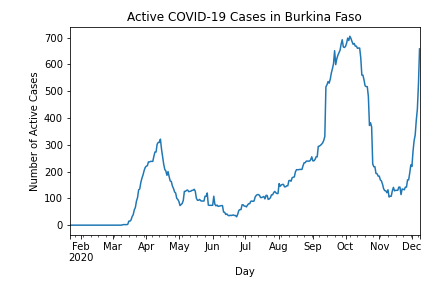 Active COVID-19 Cases in Burkina Faso
700
600
500
400
300
200
100
0
Number of Active Cases
Feb Mar Apr May Jun Jul Aug Sep Oct Nov Dec
2020
Day